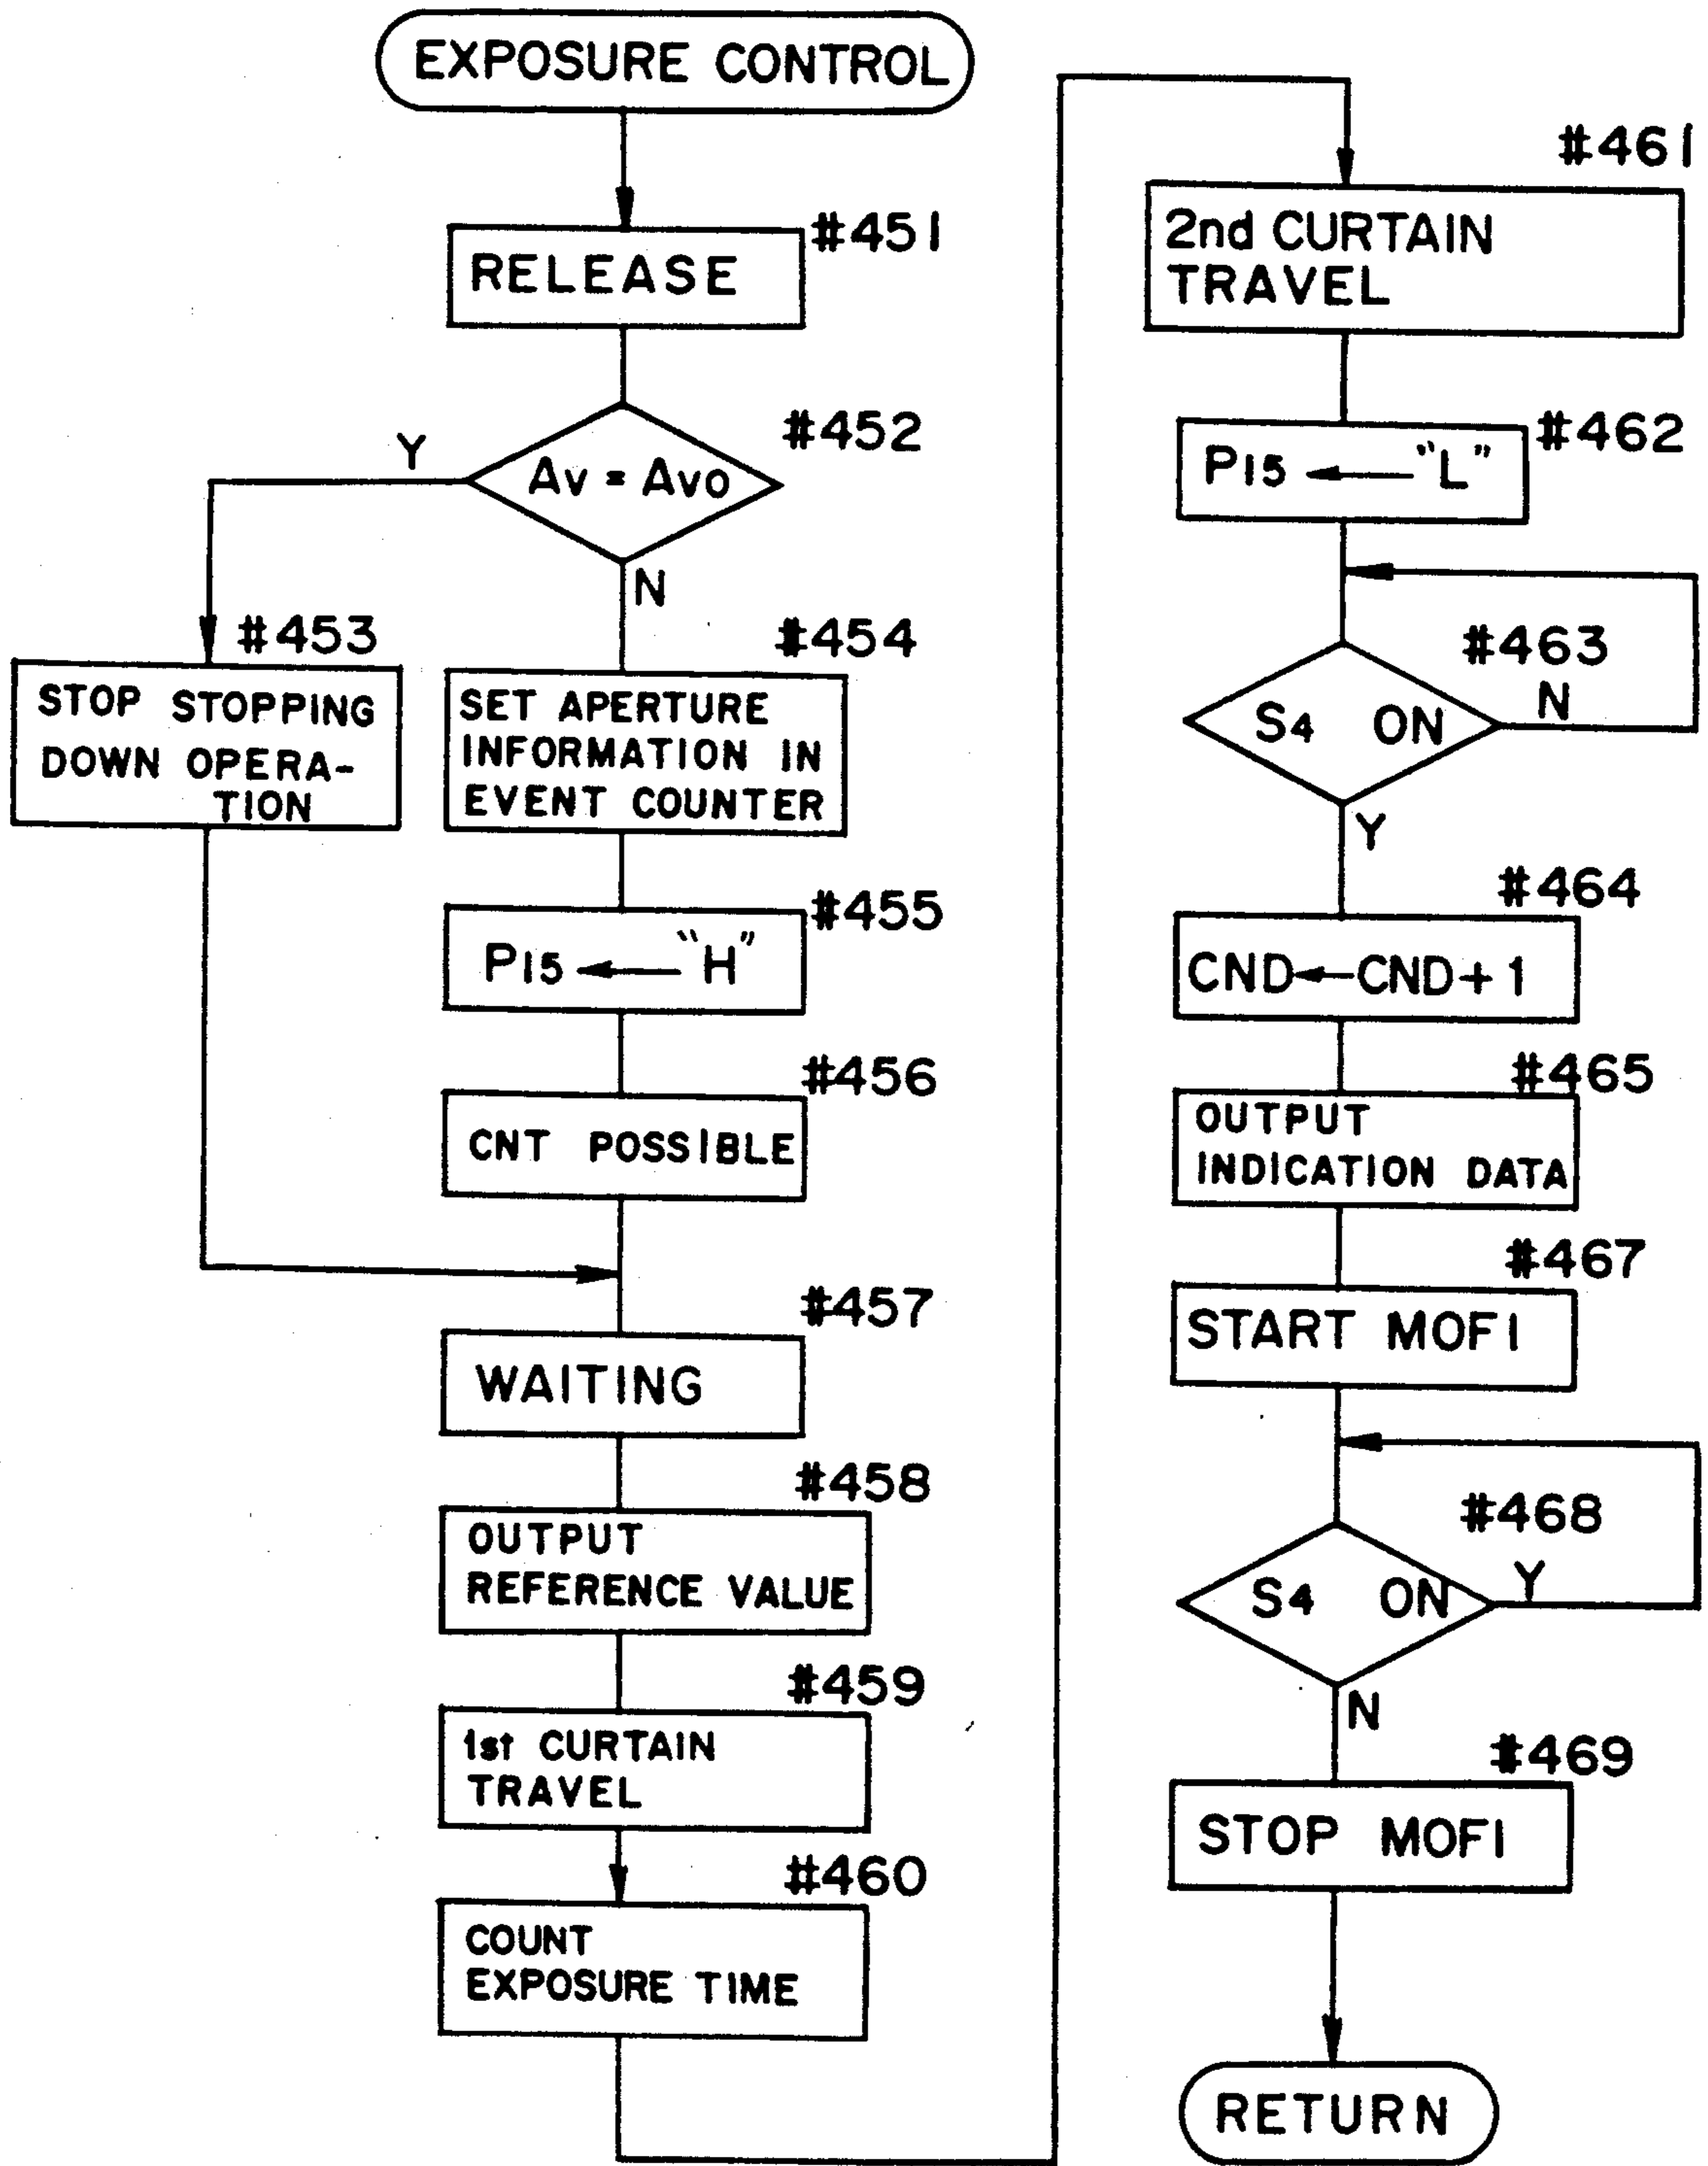 EXPOSURE CONTROL
#451
RELEASE
#452
Y
Av = Avo
N
#453
STOP STOPPING
DOWN OPERA-
TION
#454
SET APERTURE
INFORMATION IN
EVENT COUNTER
#455
P15 ← "H"
#456
CNT POSSIBLE
#457
WAITING
#458
OUTPUT
REFERENCE VALUE
#459
1st CURTAIN
TRAVEL
#460
COUNT
EXPOSURE TIME
#461
2nd CURTAIN
TRAVEL
#462
P15 ← "L"
#463
S4 ON
N
Y
#464
CND ← CND + 1
#465
OUTPUT
INDICATION DATA
#467
START MOFI
#468
S4 ON
Y
N
#469
STOP MOFI
RETURN